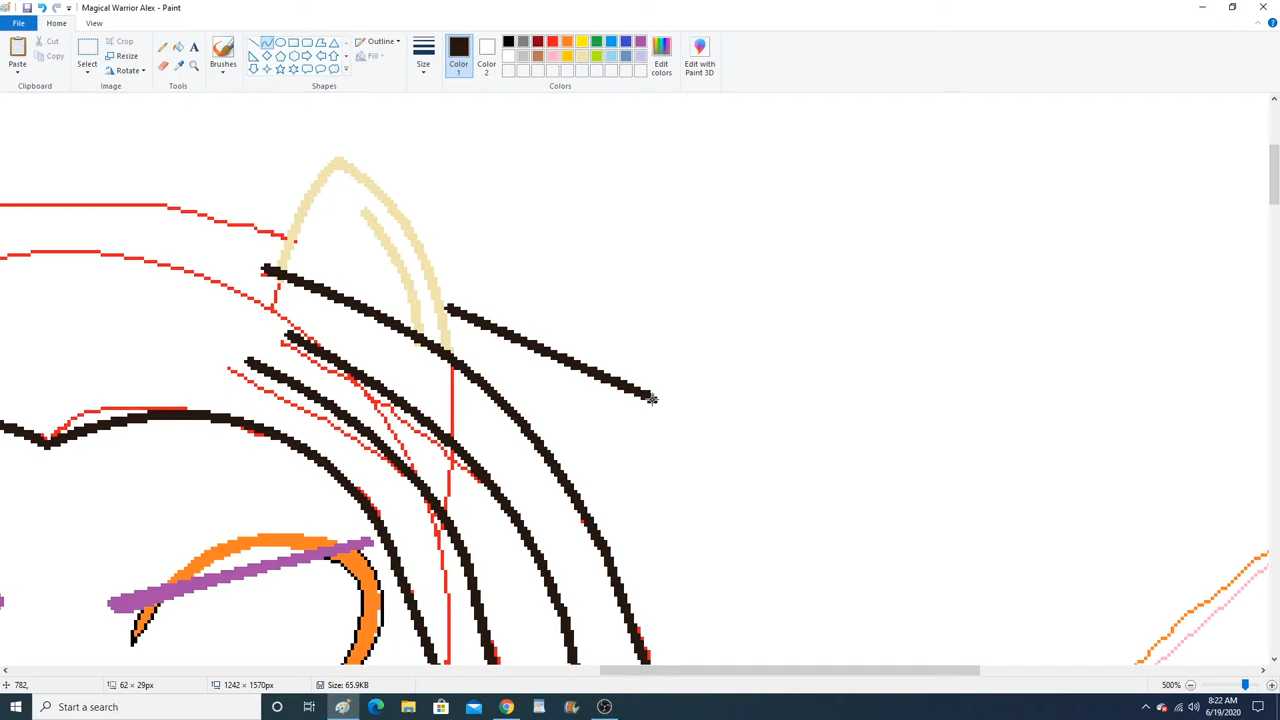 Magical Warrior Alex - Paint
File Home View
Paste
Cut
Copy
Clipboard
Select
Crop
Resize
Rotate
Image
A
Tools
Brushes
Outline
Fill
Shapes
Size
Color
1
Color
2
Edit
colors
Colors
Edit with
Paint 3D
782,
62 × 29px
1242 × 1570px
Size: 65.9KB
500%
Start a search
8:22 AM
6/19/2020